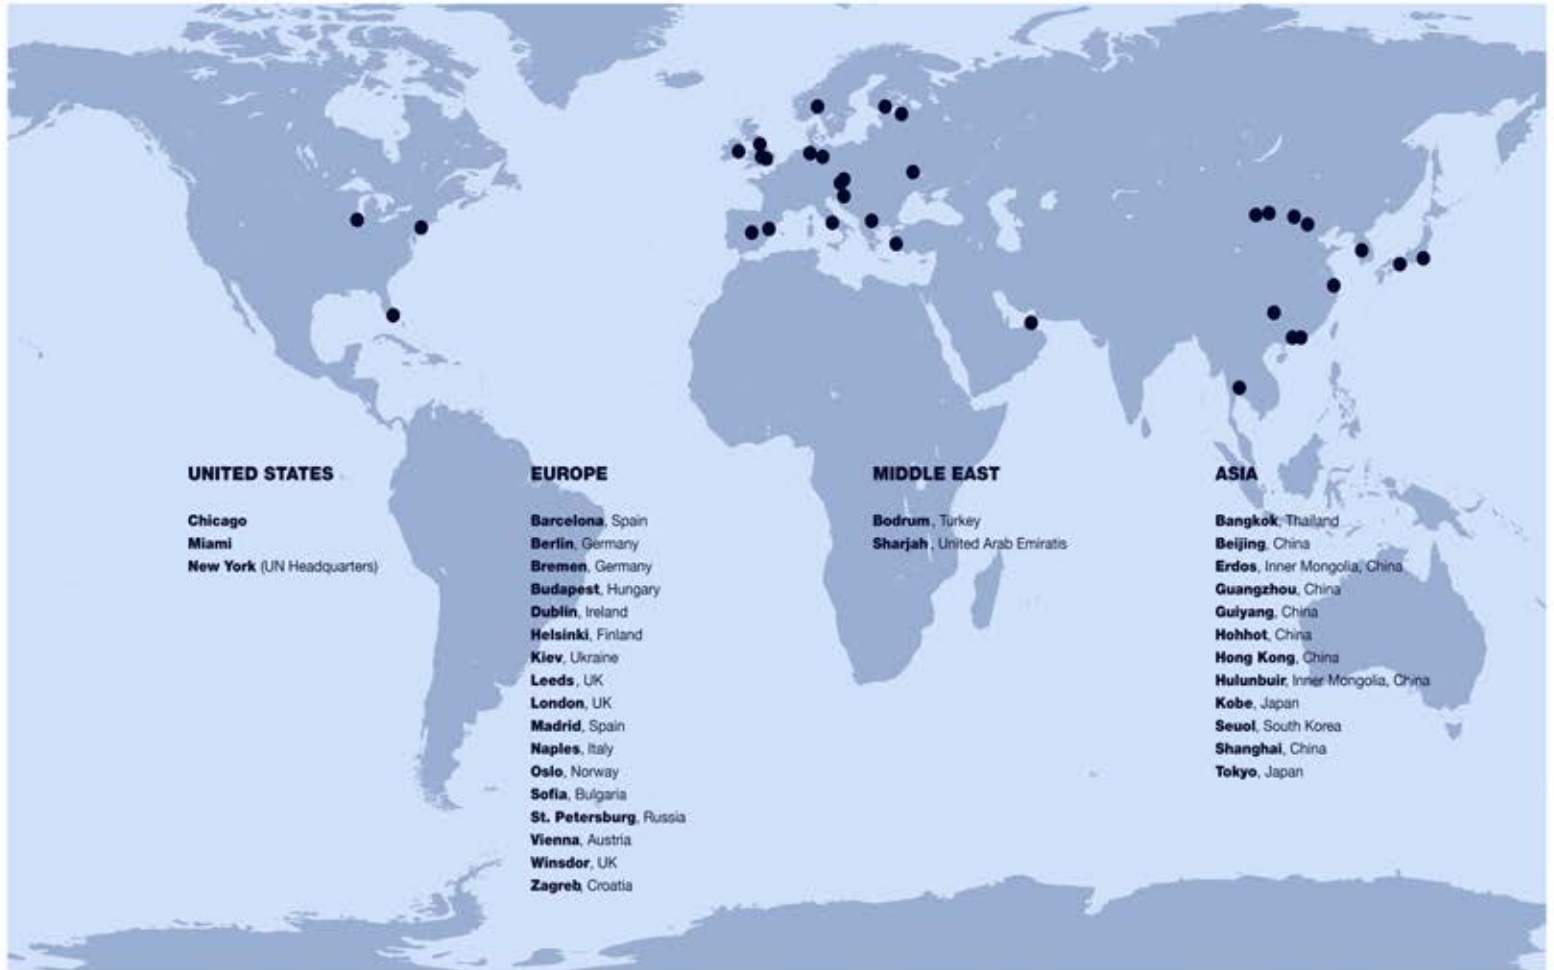 UNITED STATES
Chicago
Miami
New York (UN Headquarters)
EUROPE
Barcelona, Spain
Berlin, Germany
Bremen, Germany
Budapest, Hungary
Dublin, Ireland
Helsinki, Finland
Kiev, Ukraine
Leeds, UK
London, UK
Madrid, Spain
Naples, Italy
Oslo, Norway
Sofia, Bulgaria
St. Petersburg, Russia
Vienna, Austria
Winsdor, UK
Zagreb, Croatia
MIDDLE EAST
Bodrum, Turkey
Sharjah, United Arab Emiratis
ASIA
Bangkok, Thailand
Beijing, China
Erdos, Inner Mongolia, China
Guangzhou, China
Guiyang, China
Hohhot, China
Hong Kong, China
Hulunbuir, Inner Mongolia, China
Kobe, Japan
Seuol, South Korea
Shanghai, China
Tokyo, Japan